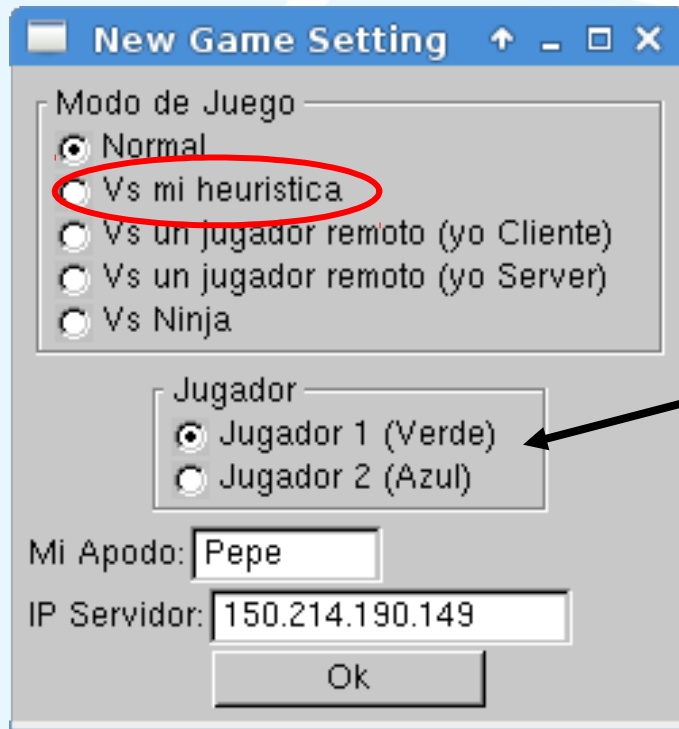 New Game Setting
Modo de Juego
Normal
Vs mi heuristica
Vs un jugador remoto (yo Cliente)
Vs un jugador remoto (yo Server)
Vs Ninja
Jugador
Jugador 1 (Verde)
Jugador 2 (Azul)
Mi Apodo: Pepe
IP Servidor: 150.214.190.149
Ok